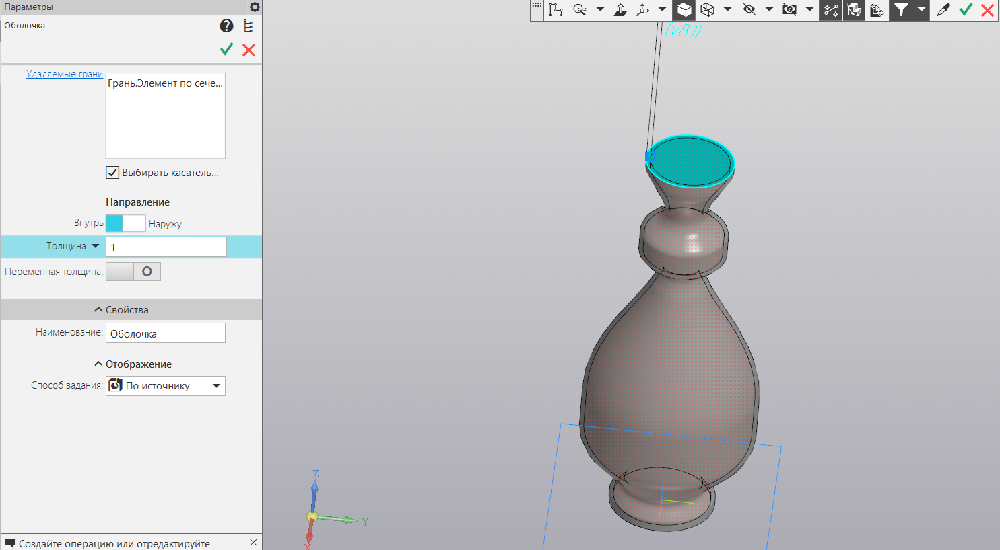 Параметры
Оболочка
Удаляемые грани
Грань.Элемент по сече...
Выбирать касатель...
Направление
Внутрь
Наружу
Толщина
1
Переменная толщина:
Свойства
Наименование:
Оболочка
Отображение
Способ задания:
По источнику
Создайте операцию или отредактируйте
(v81)
Z
Y
X